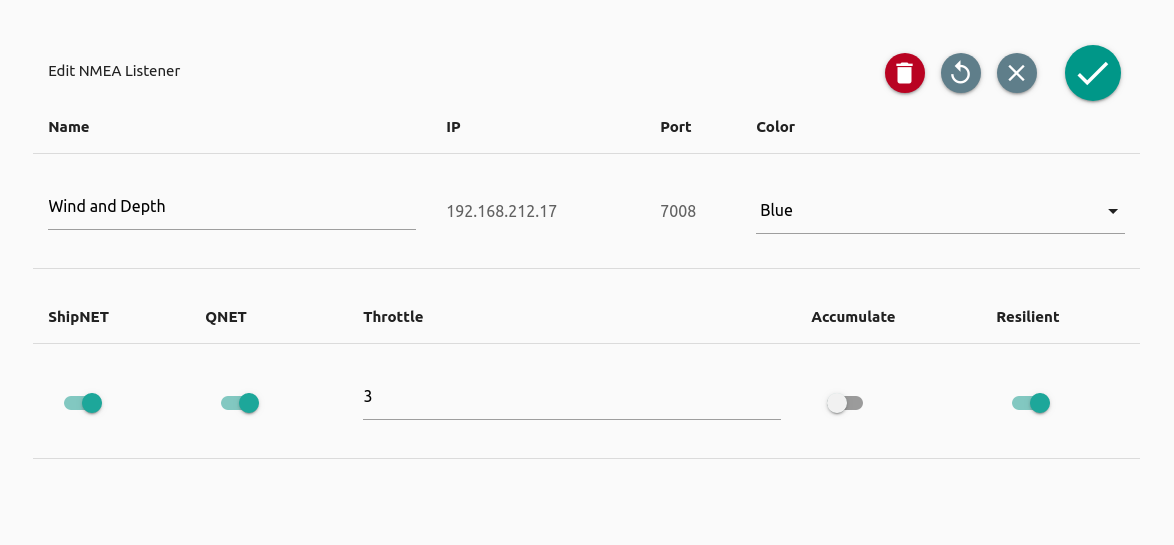 Edit NMEA Listener
Name IP Port Color
Wind and Depth 192.168.212.17 7008 Blue
ShipNET QNET Throttle Accumulate Resilient
3